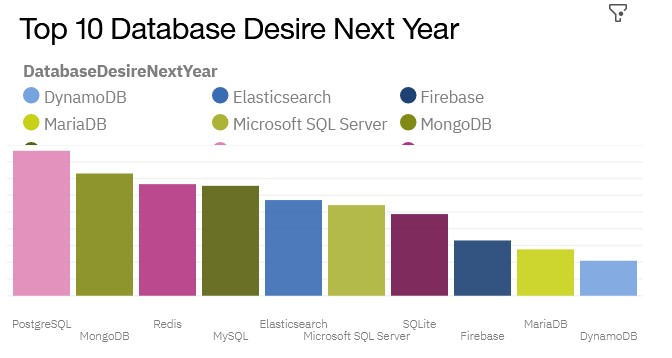 Top 10 Database Desire Next Year
DatabaseDesireNextYear
DynamoDB Elasticsearch Firebase
MariaDB Microsoft SQL Server MongoDB
PostgreSQL Redis Elasticsearch SQLite MariaDB
MongoDB MySQL Microsoft SQL Server Firebase DynamoDB